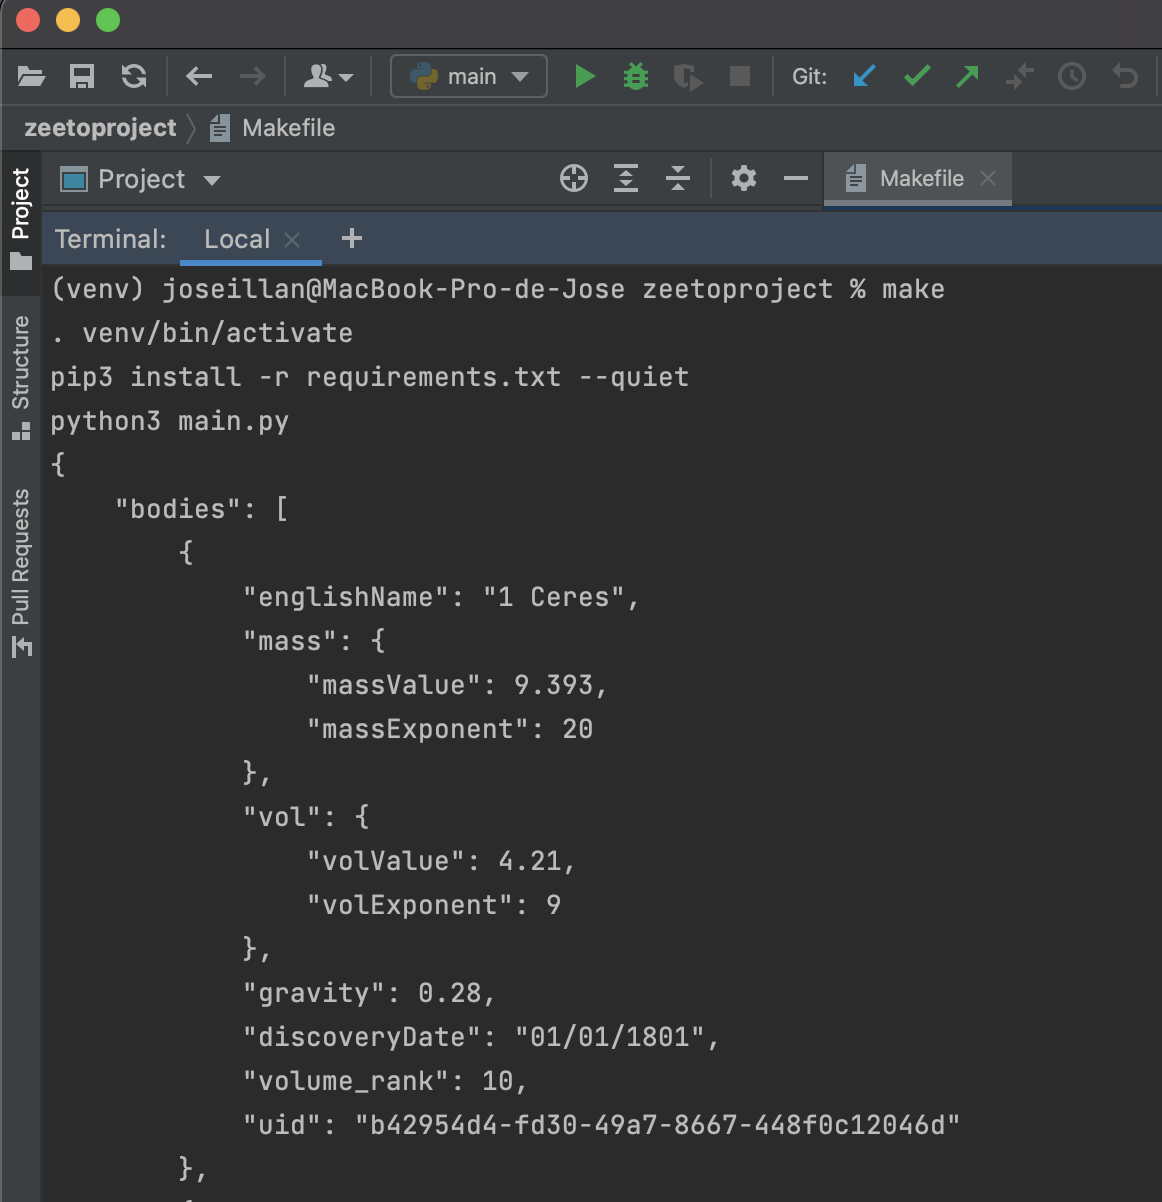 main
Git:
zeetoproject
Makefile
Project
Project
Makefile
Terminal:
Local
Structure
Pull Requests
(venv) joseillan@MacBook-Pro-de-Jose zeetoproject % make
. venv/bin/activate
pip3 install -r requirements.txt --quiet
python3 main.py
{
    "bodies": [
        {
            "englishName": "1 Ceres",
            "mass": {
                "massValue": 9.393,
                "massExponent": 20
            },
            "vol": {
                "volValue": 4.21,
                "volExponent": 9
            },
            "gravity": 0.28,
            "discoveryDate": "01/01/1801",
            "volume_rank": 10,
            "uid": "b42954d4-fd30-49a7-8667-448f0c12046d"
        },